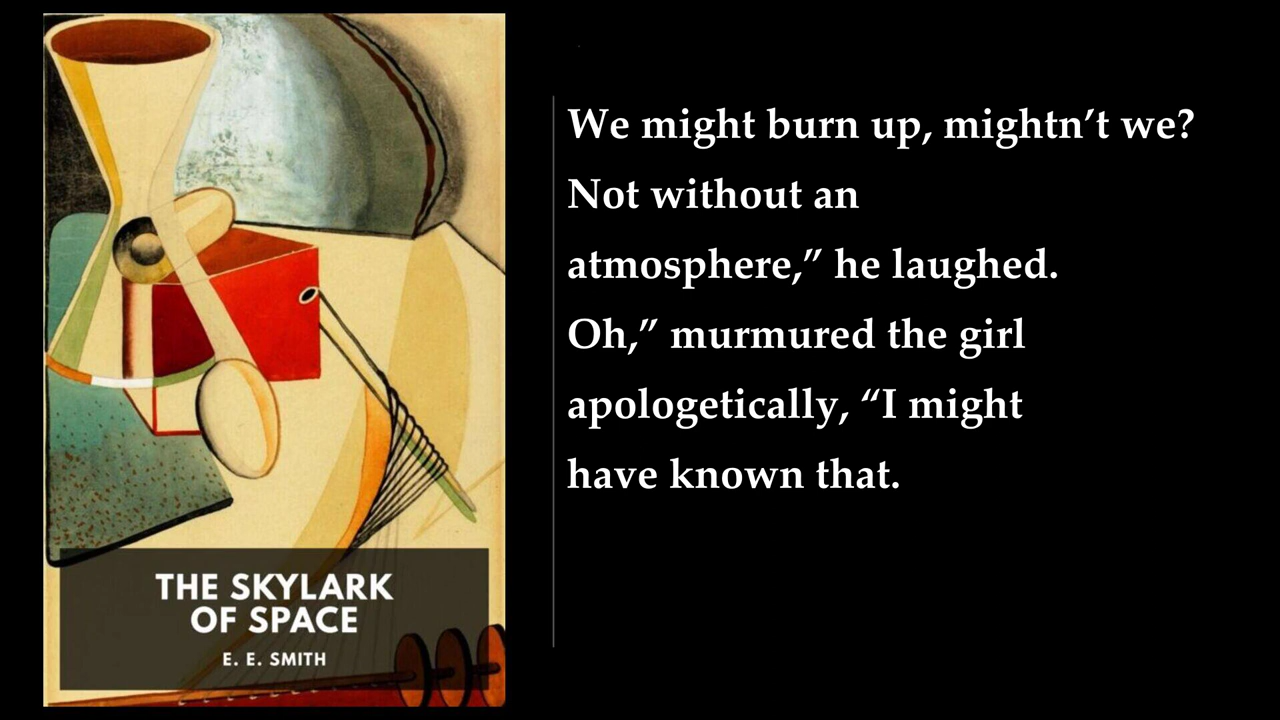 THE SKYLARK
OF SPACE
E. E. SMITH
We might burn up, mightn’t we?
Not without an
atmosphere,” he laughed.
Oh,” murmured the girl
apologetically, “I might
have known that.